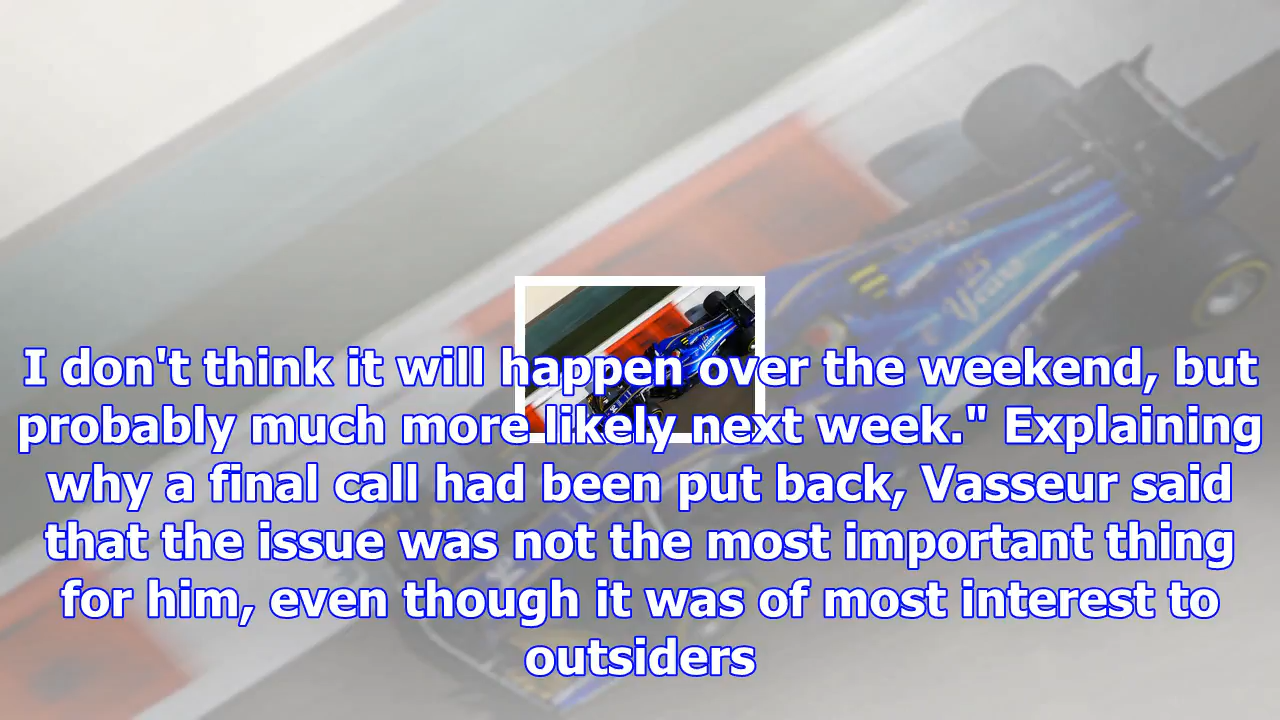 25
Years
I don't think it will happen over the weekend, but
probably much more likely next week." Explaining
why a final call had been put back, Vasseur said
that the issue was not the most important thing
for him, even though it was of most interest to
outsiders